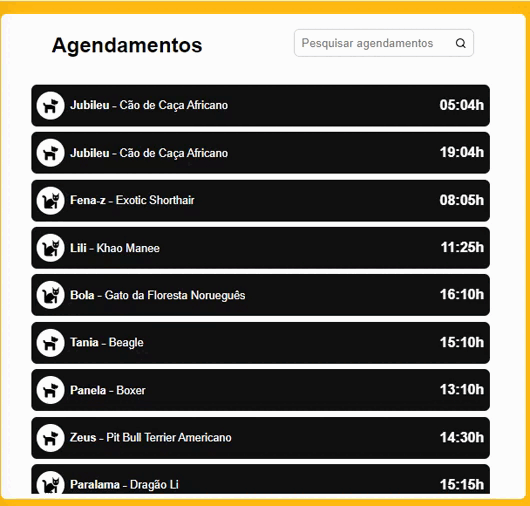 Agendamentos
Pesquisar agendamentos
Jubileu - Cão de Caça Africano 05:04h
Jubileu - Cão de Caça Africano 19:04h
Fena-z - Exotic Shorthair 08:05h
Lili - Khao Manee 11:25h
Bola - Gato da Floresta Norueguês 16:10h
Tania - Beagle 15:10h
Panela - Boxer 13:10h
Zeus - Pit Bull Terrier Americano 14:30h
Paralama - Dragão Li 15:15h